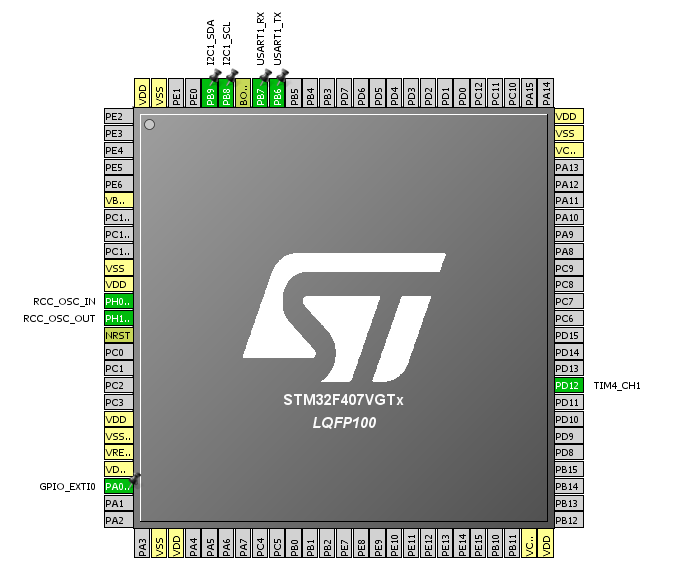 I2C1_SDA
I2C1_SCL
USART1_RX
USART1_TX
VDD
VSS
PE1
PE0
PB9
PB8
BO..
PB7
PB6
PB5
PB4
PB3
PD7
PD6
PD5
PD4
PD3
PD2
PD1
PD0
PC12
PC11
PC10
PA15
PA14
PE2
PE3
PE4
PE5
PE6
VB..
PC1..
PC1..
PC1..
VSS
VDD
RCC_OSC_IN PH0..
RCC_OSC_OUT PH1..
NRST
PC0
PC1
PC2
PC3
VDD
VSS..
VRE..
VD..
GPIO_EXTI0 PA0..
PA1
PA2
STM32F407VGTx
LQFP100
VDD
VSS
VC..
PA13
PA12
PA11
PA10
PA9
PA8
PC9
PC8
PC7
PC6
PD15
PD14
PD13
PD12 TIM4_CH1
PD11
PD10
PD9
PD8
PB15
PB14
PB13
PB12
PA3
VSS
VDD
PA4
PA5
PA6
PA7
PC4
PC5
PB0
PB1
PB2
PE7
PE8
PE9
PE10
PE11
PE12
PE13
PE14
PE15
PB10
PB11
VC..
VDD